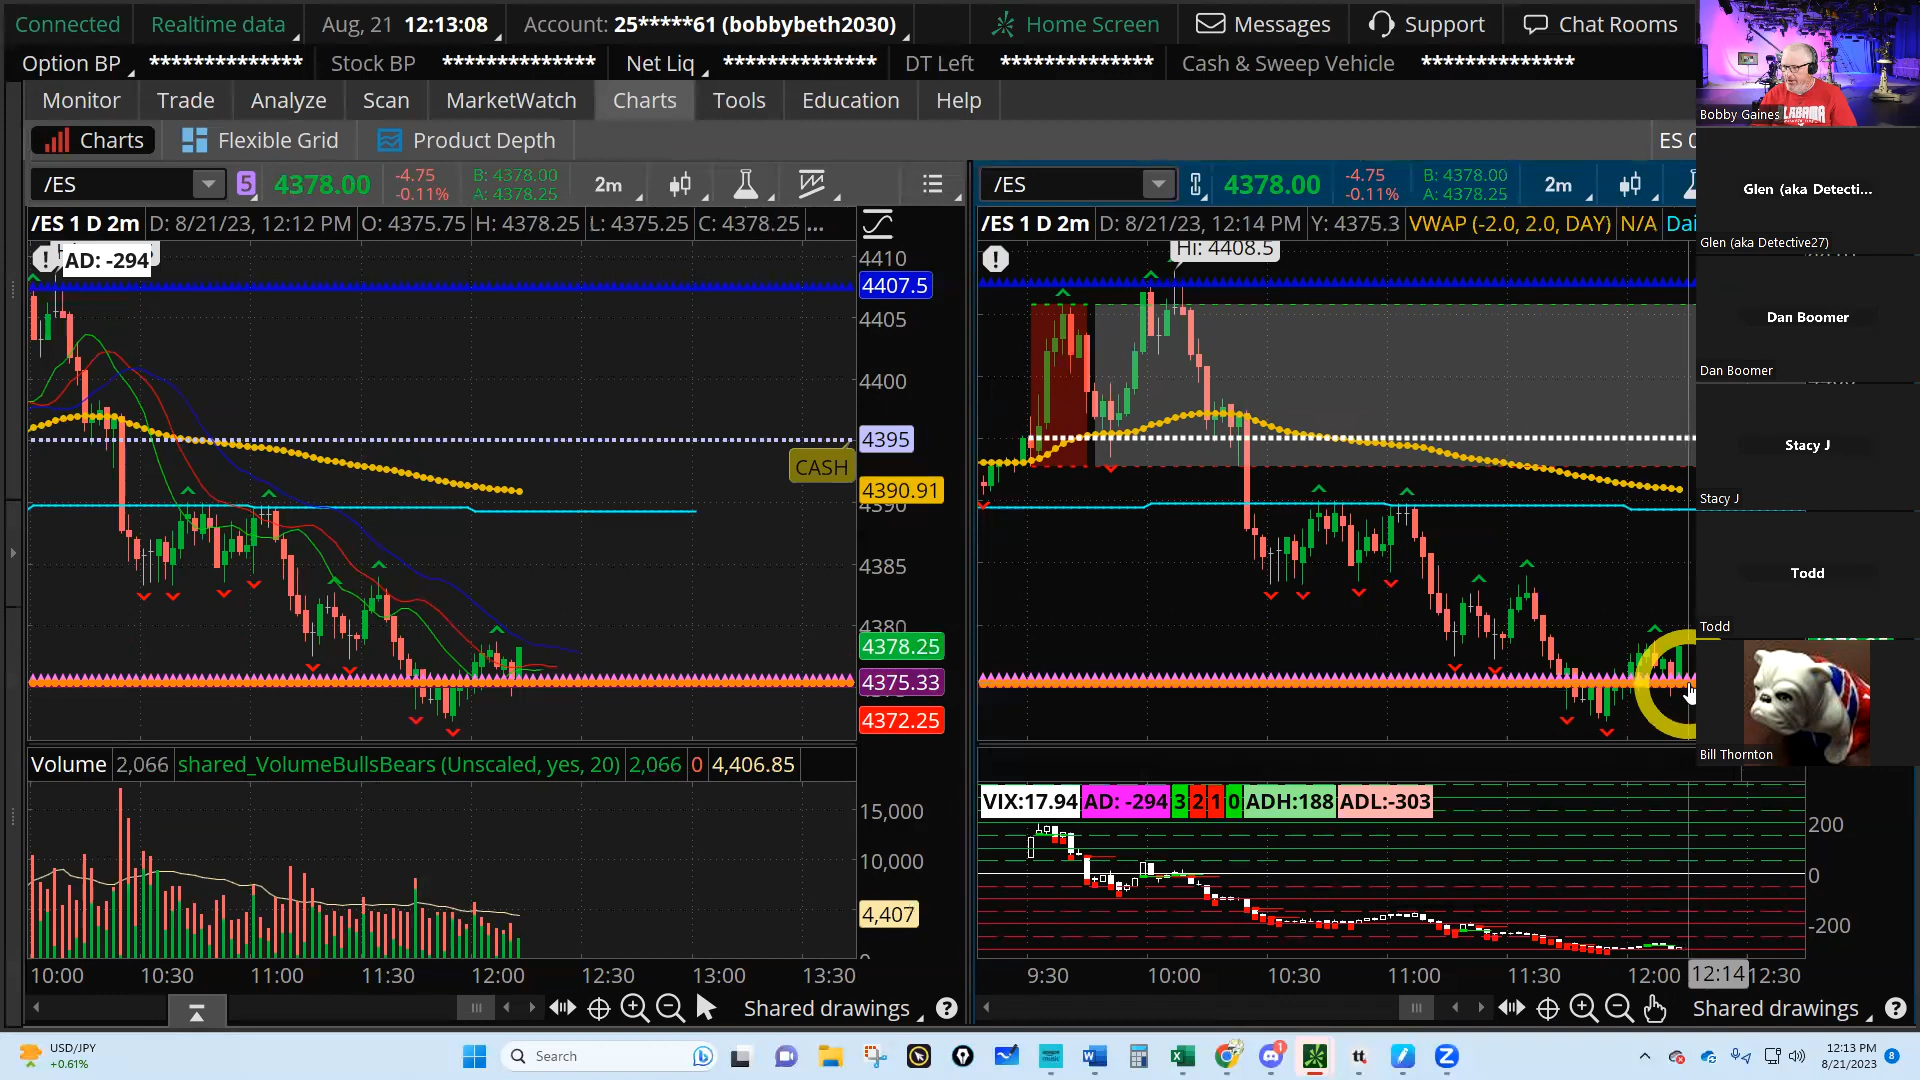 Connected Realtime data Aug, 21 12:13:08 Account: 25*****61 (bobbybeth2030) Home Screen Messages Support Chat Rooms
Option BP ************** Stock BP ************** Net Liq ************** DT Left ************** Cash & Sweep Vehicle **************
Monitor Trade Analyze Scan MarketWatch Charts Tools Education Help
Bobby Gaines
ALABAMA
Charts Flexible Grid Product Depth
/ES 5 4378.00 -4.75 -0.11% B: 4378.00 A: 4378.25 2m
/ES 4378.00 -4.75 -0.11% B: 4378.00 A: 4378.25 2m
Glen (aka Detecti...
Glen (aka Detective27)
/ES 1 D 2m D: 8/21/23, 12:12 PM O: 4375.75 H: 4378.25 L: 4375.25 C: 4378.25 ...
/ES 1 D 2m D: 8/21/23, 12:14 PM Y: 4375.3 VWAP (-2.0, 2.0, DAY) N/A Dai
AD: -294
Hi: 4408.5
4410
4407.5
4405
4400
4395
CASH
4390.91
4390
4385
4380
4378.25
4375.33
4372.25
Dan Boomer
Dan Boomer
Stacy J
Stacy J
Todd
Todd
Bill Thornton
Volume 2,066 shared_VolumeBullsBears (Unscaled, yes, 20) 2,066 0 4,406.85
15,000
10,000
4,407
VIX:17.94 AD: -294 3 2 1 0 ADH:188 ADL:-303
200
0
-200
10:00 10:30 11:00 11:30 12:00 12:30 13:00 13:30
9:30 10:00 10:30 11:00 11:30 12:00 12:14 12:30
Shared drawings
Shared drawings
USD/JPY
+0.61%
Search
12:13 PM
8/21/2023
8